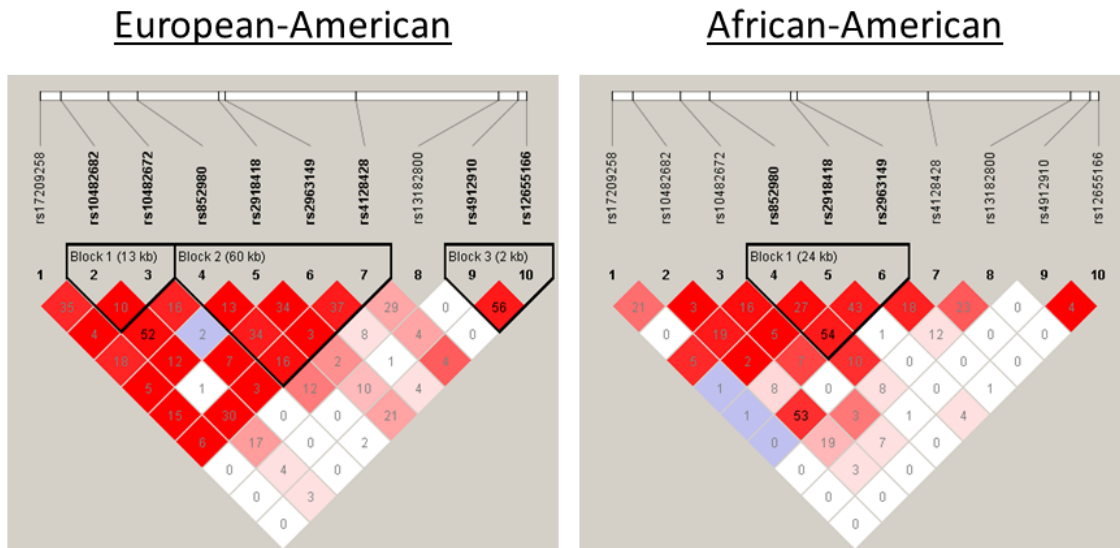 European-American
rs17209258
rs10482682
rs10482672
rs852980
rs2918418
rs2963149
rs4128428
rs13182800
rs4912910
rs12655166
Block 1 (13 kb)
Block 2 (60 kb)
Block 3 (2 kb)
1 2 3 4 5 6 7 8 9 10
35 10 16 13 34 37 29 0 56
4 52 2 34 3 8 4 0
18 12 7 16 2 1 4
5 1 3 12 10 4
15 30 0 0 21
6 17 0 2
0 4 0
0 3
0
African-American
rs17209258
rs10482682
rs10482672
rs852980
rs2918418
rs2963149
rs4128428
rs13182800
rs4912910
rs12655166
Block 1 (24 kb)
1 2 3 4 5 6 7 8 9 10
21 3 16 27 43 18 23 0 4
0 19 5 54 1 12 0 0
5 2 10 0 0 0
1 8 0 8 0 1
1 53 3 1 4
0 19 7 0
0 3 0
0 0
0